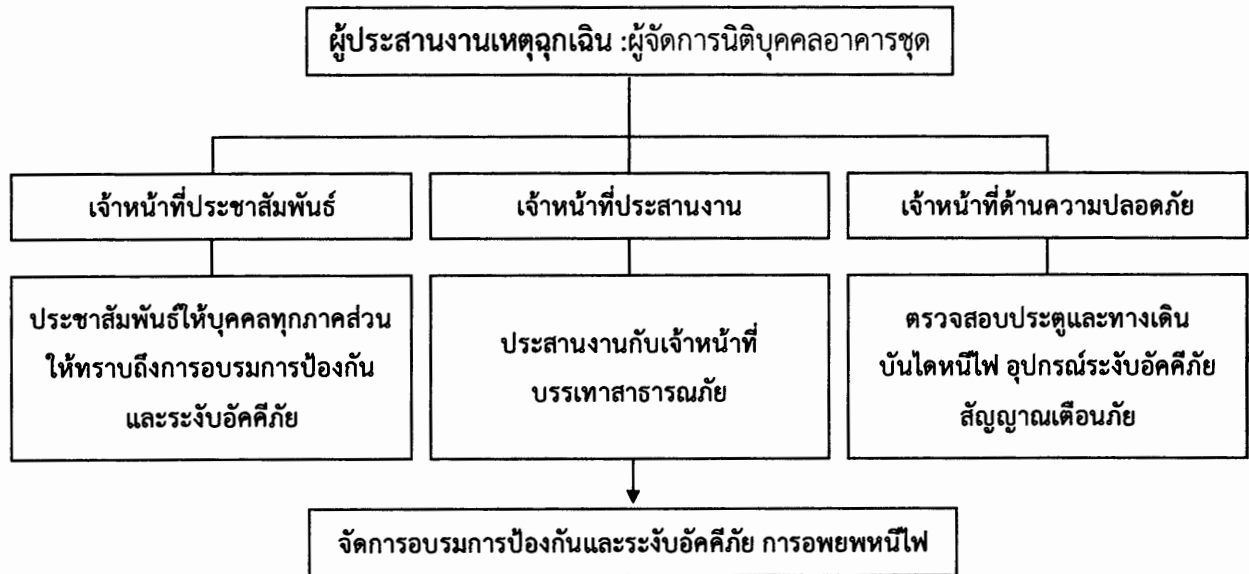 ผู้ประสานงานเหตุฉุกเฉิน :ผู้จัดการนิติบุคคลอาคารชุด
เจ้าหน้าที่ประชาสัมพันธ์
เจ้าหน้าที่ประสานงาน
เจ้าหน้าที่ด้านความปลอดภัย
ประชาสัมพันธ์ให้บุคคลทุกภาคส่วน
ให้ทราบถึงการอบรมการป้องกัน
และระงับอัคคีภัย
ประสานงานกับเจ้าหน้าที่
บรรเทาสาธารณภัย
ตรวจสอบประตูและทางเดิน
บันไดหนีไฟ อุปกรณ์ระงับอัคคีภัย
สัญญาณเตือนภัย
จัดการอบรมการป้องกันและระงับอัคคีภัย การอพยพหนีไฟ